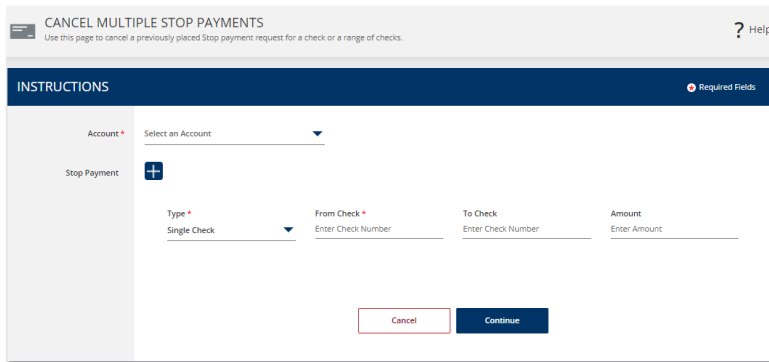 CANCEL MULTIPLE STOP PAYMENTS
Use this page to cancel a previously placed Stop payment request for a check or a range of checks.
? Help
INSTRUCTIONS
* Required Fields
Account * Select an Account
Stop Payment +
Type * From Check * To Check Amount
Single Check Enter Check Number Enter Check Number Enter Amount
Cancel Continue